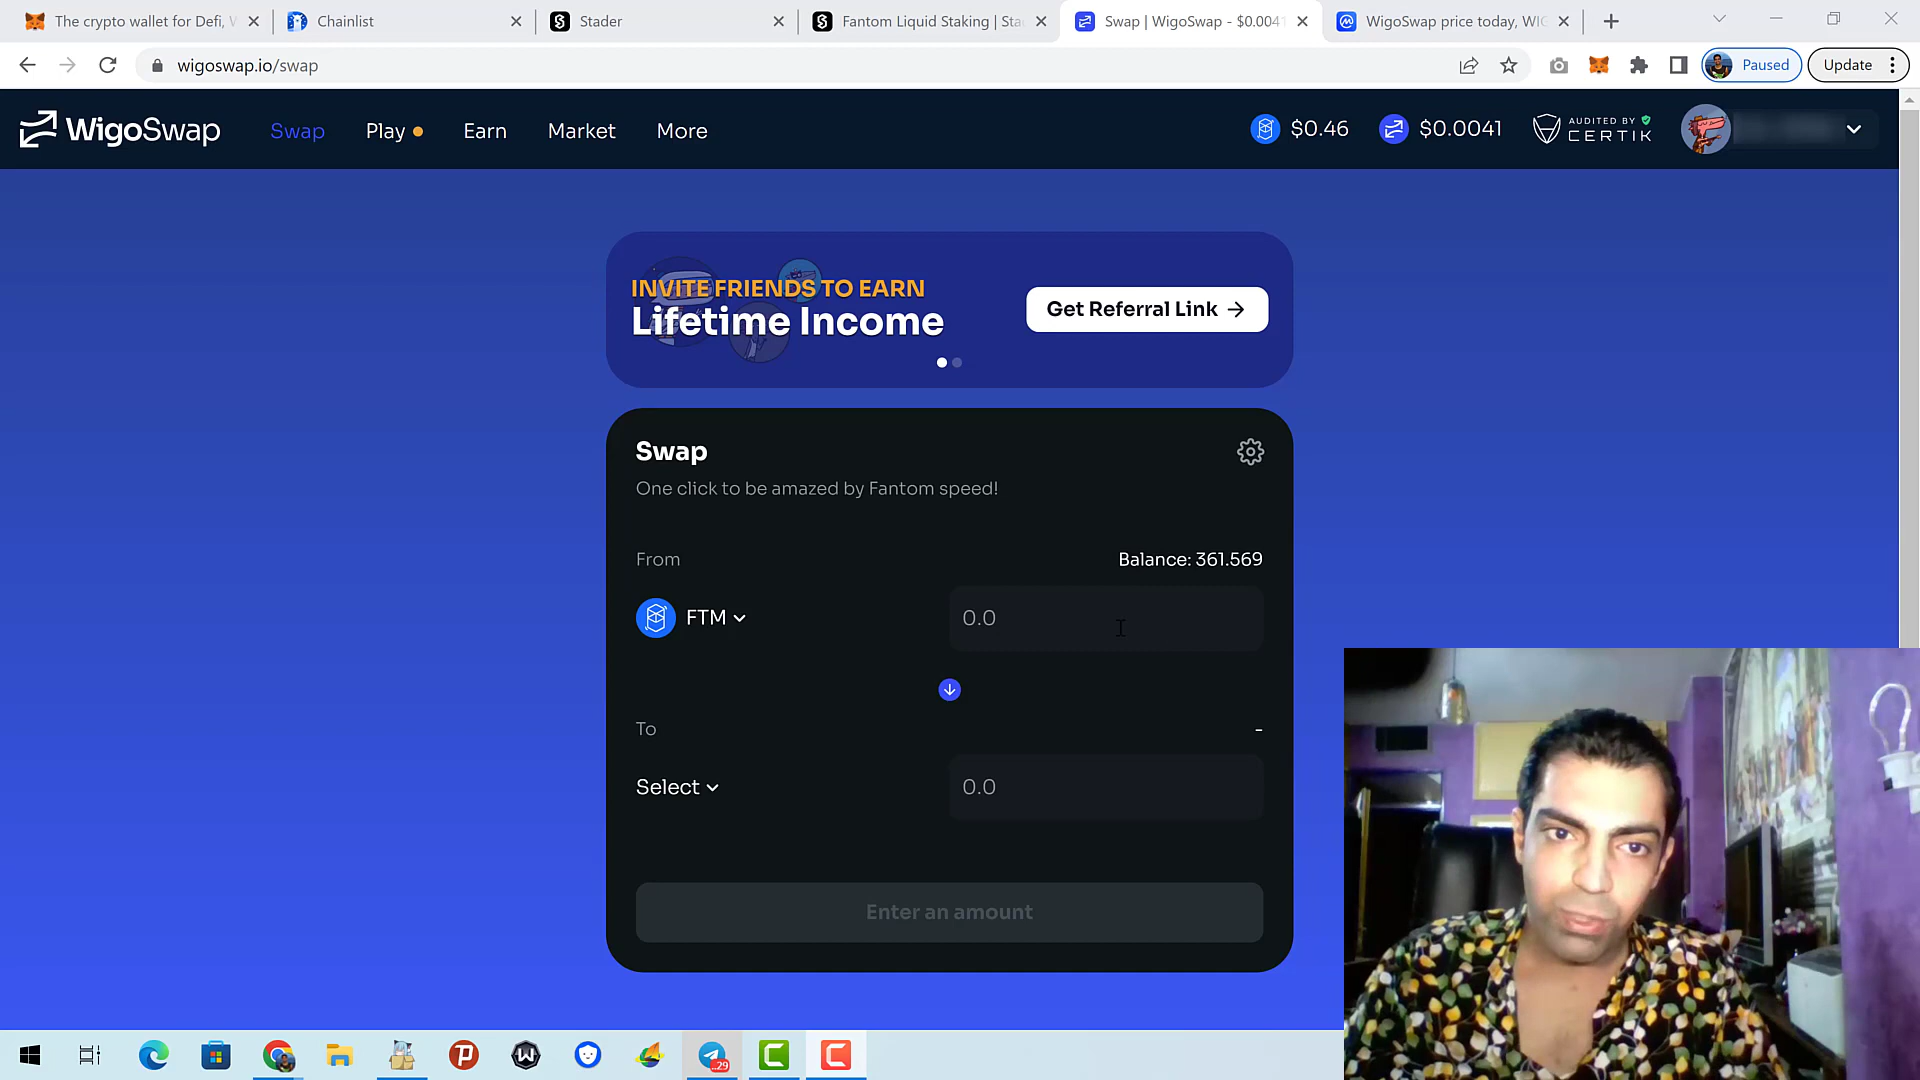 The crypto wallet for Defi,
Chainlist
Stader
Fantom Liquid Staking | Sta
Swap | WigoSwap - $0.0041
WigoSwap price today, WI
wigoswap.io/swap
Paused
Update
WigoSwap
Swap
Play
Earn
Market
More
$0.46
$0.0041
AUDITED BY
CERTIK
INVITE FRIENDS TO EARN
Lifetime Income
Get Referral Link →
Swap
One click to be amazed by Fantom speed!
From
Balance: 361.569
FTM
0.0
To
-
Select
0.0
Enter an amount
..29